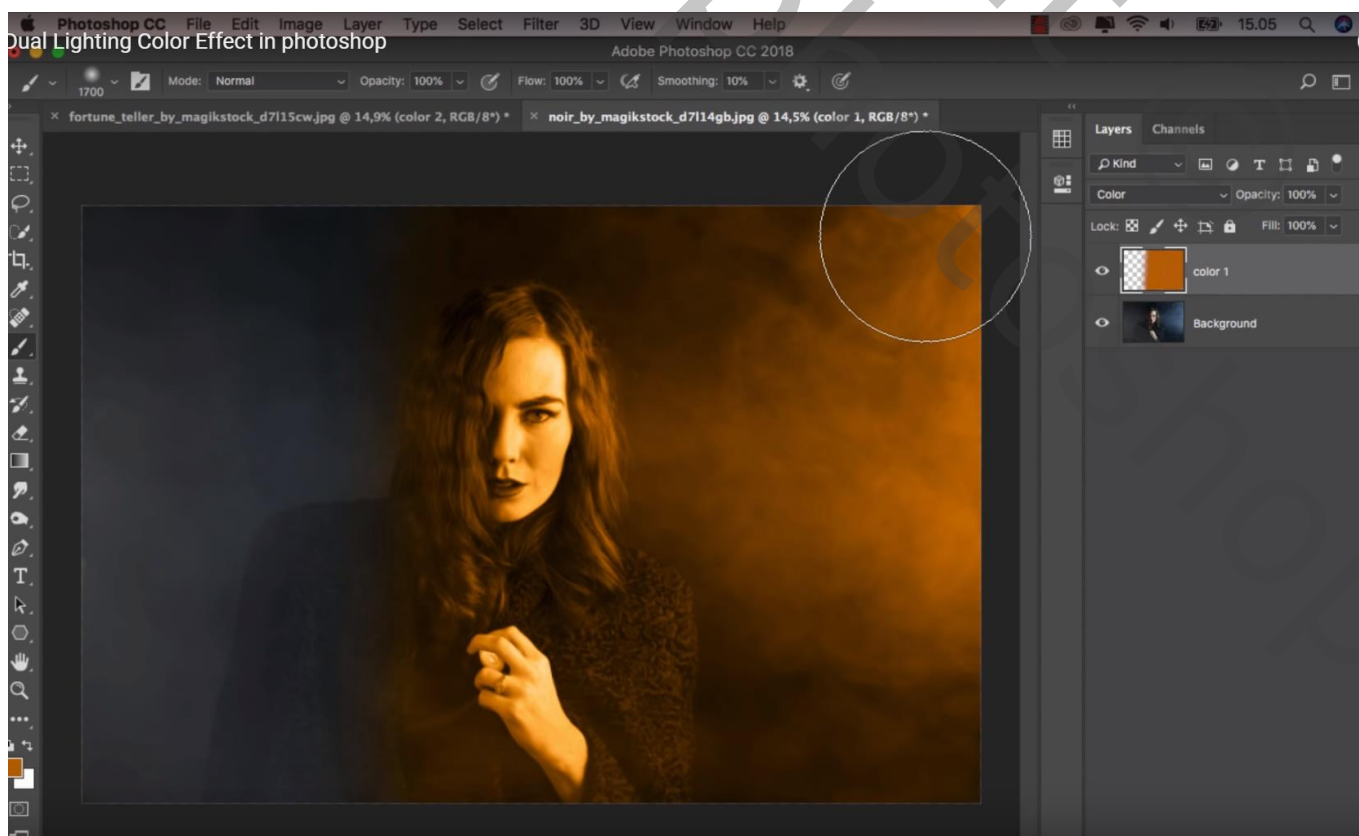 Photoshop CC File Edit Image Layer Type Select Filter 3D View Window Help 15.05
Dual Lighting Color Effect in photoshop
Adobe Photoshop CC 2018
1700 Mode: Normal Opacity: 100% Flow: 100% Smoothing: 10%
× fortune_teller_by_magikstock_d7l15cw.jpg @ 14,9% (color 2, RGB/8*) * × noir_by_magikstock_d7l14gb.jpg @ 14,5% (color 1, RGB/8*) *
Layers Channels
Kind
Color Opacity: 100%
Lock: Fill: 100%
color 1
Background